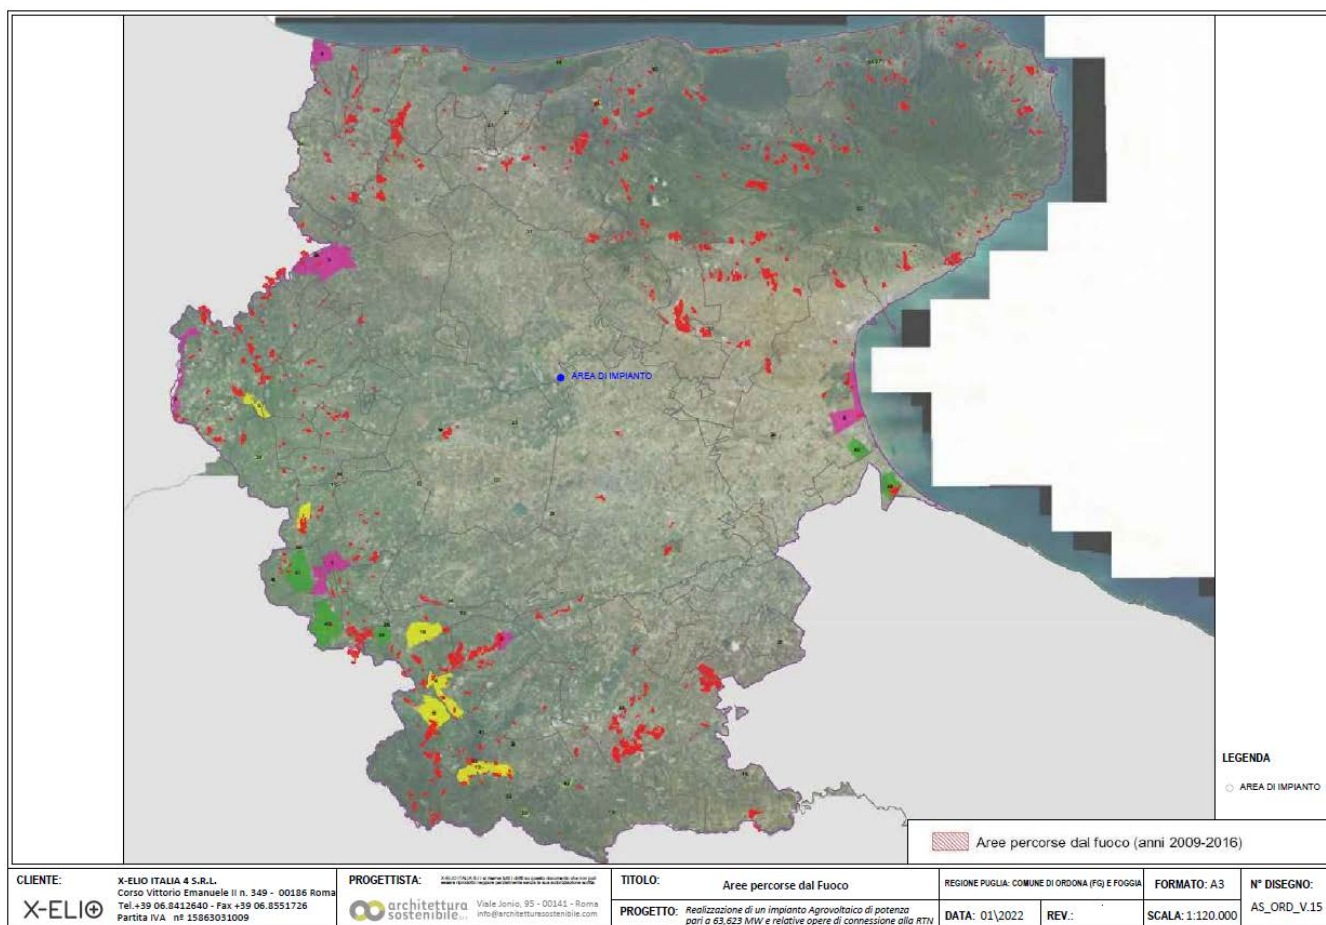 AREA DI IMPIANTO
LEGENDA
AREA DI IMPIANTO
Aree percorse dal fuoco (anni 2009-2016)
CLIENTE:
X-ELIO
X-ELIO ITALIA 4 S.R.L.
Corso Vittorio Emanuele II n. 349 - 00186 Roma
Tel.+39 06.8412640 - Fax +39 06.8551726
Partita IVA n° 15863031009
PROGETTISTA:
architettura
sostenibile
Viale Jonio, 95 - 00141 - Roma
info@architetturasostenibile.com
TITOLO:
Aree percorse dal Fuoco
PROGETTO:
Realizzazione di un impianto Agrovoltaico di potenza
pari a 63,623 MW e relative opere di connessione alla RTN
REGIONE PUGLIA: COMUNE DI ORDONA (FG) E FOGGIA
DATA: 01\2022
REV.:
FORMATO: A3
SCALA: 1:120.000
N° DISEGNO:
AS_ORD_V.15